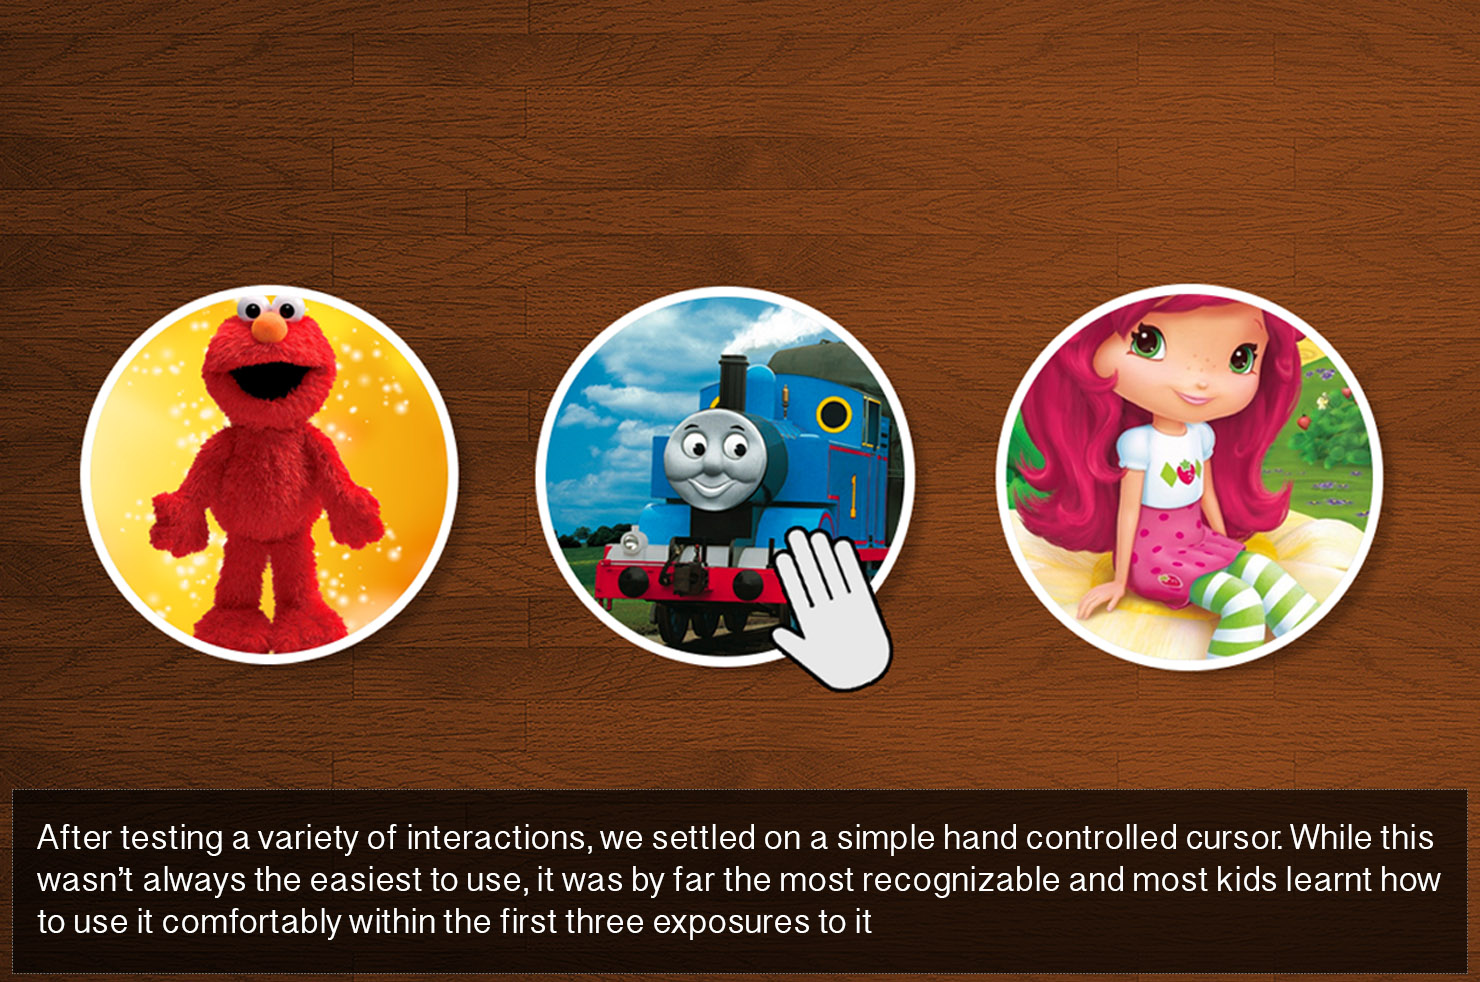 1
After testing a variety of interactions, we settled on a simple hand controlled cursor. While this
wasn’t always the easiest to use, it was by far the most recognizable and most kids learnt how
to use it comfortably within the first three exposures to it